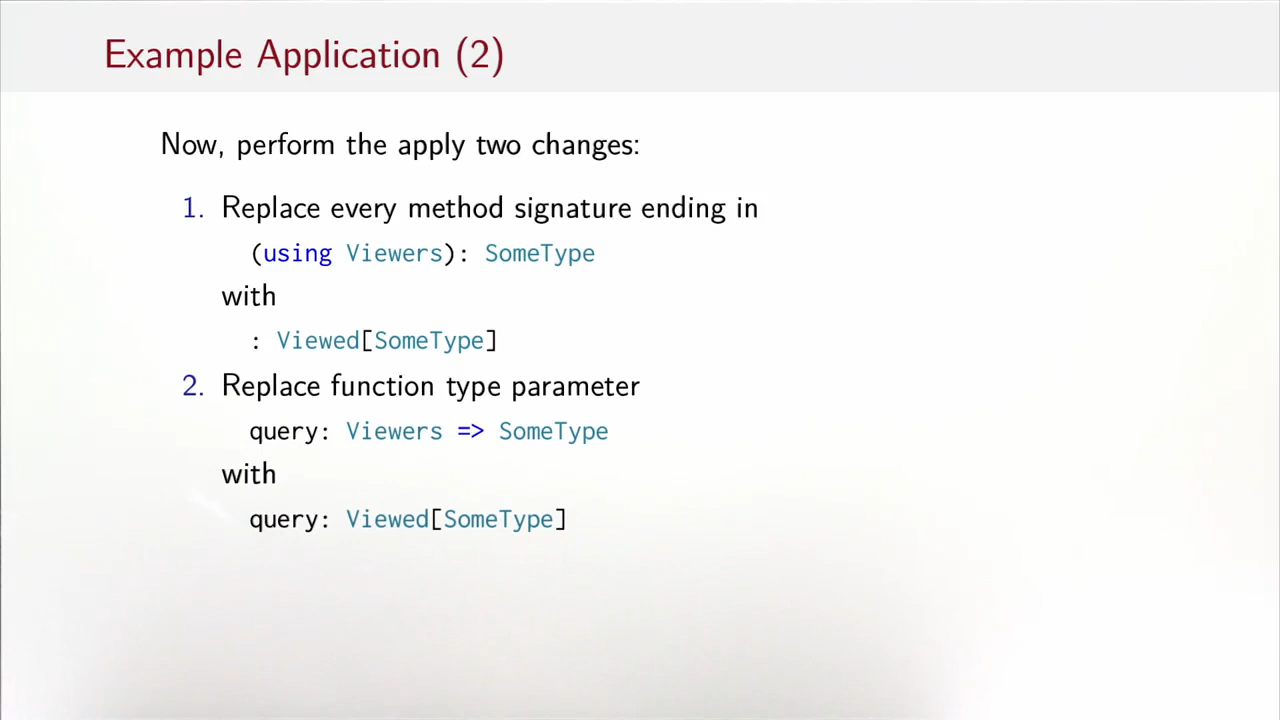 Example Application (2)
Now, perform the apply two changes:
1. Replace every method signature ending in
(using Viewers): SomeType
with
: Viewed[SomeType]
2. Replace function type parameter
query: Viewers => SomeType
with
query: Viewed[SomeType]